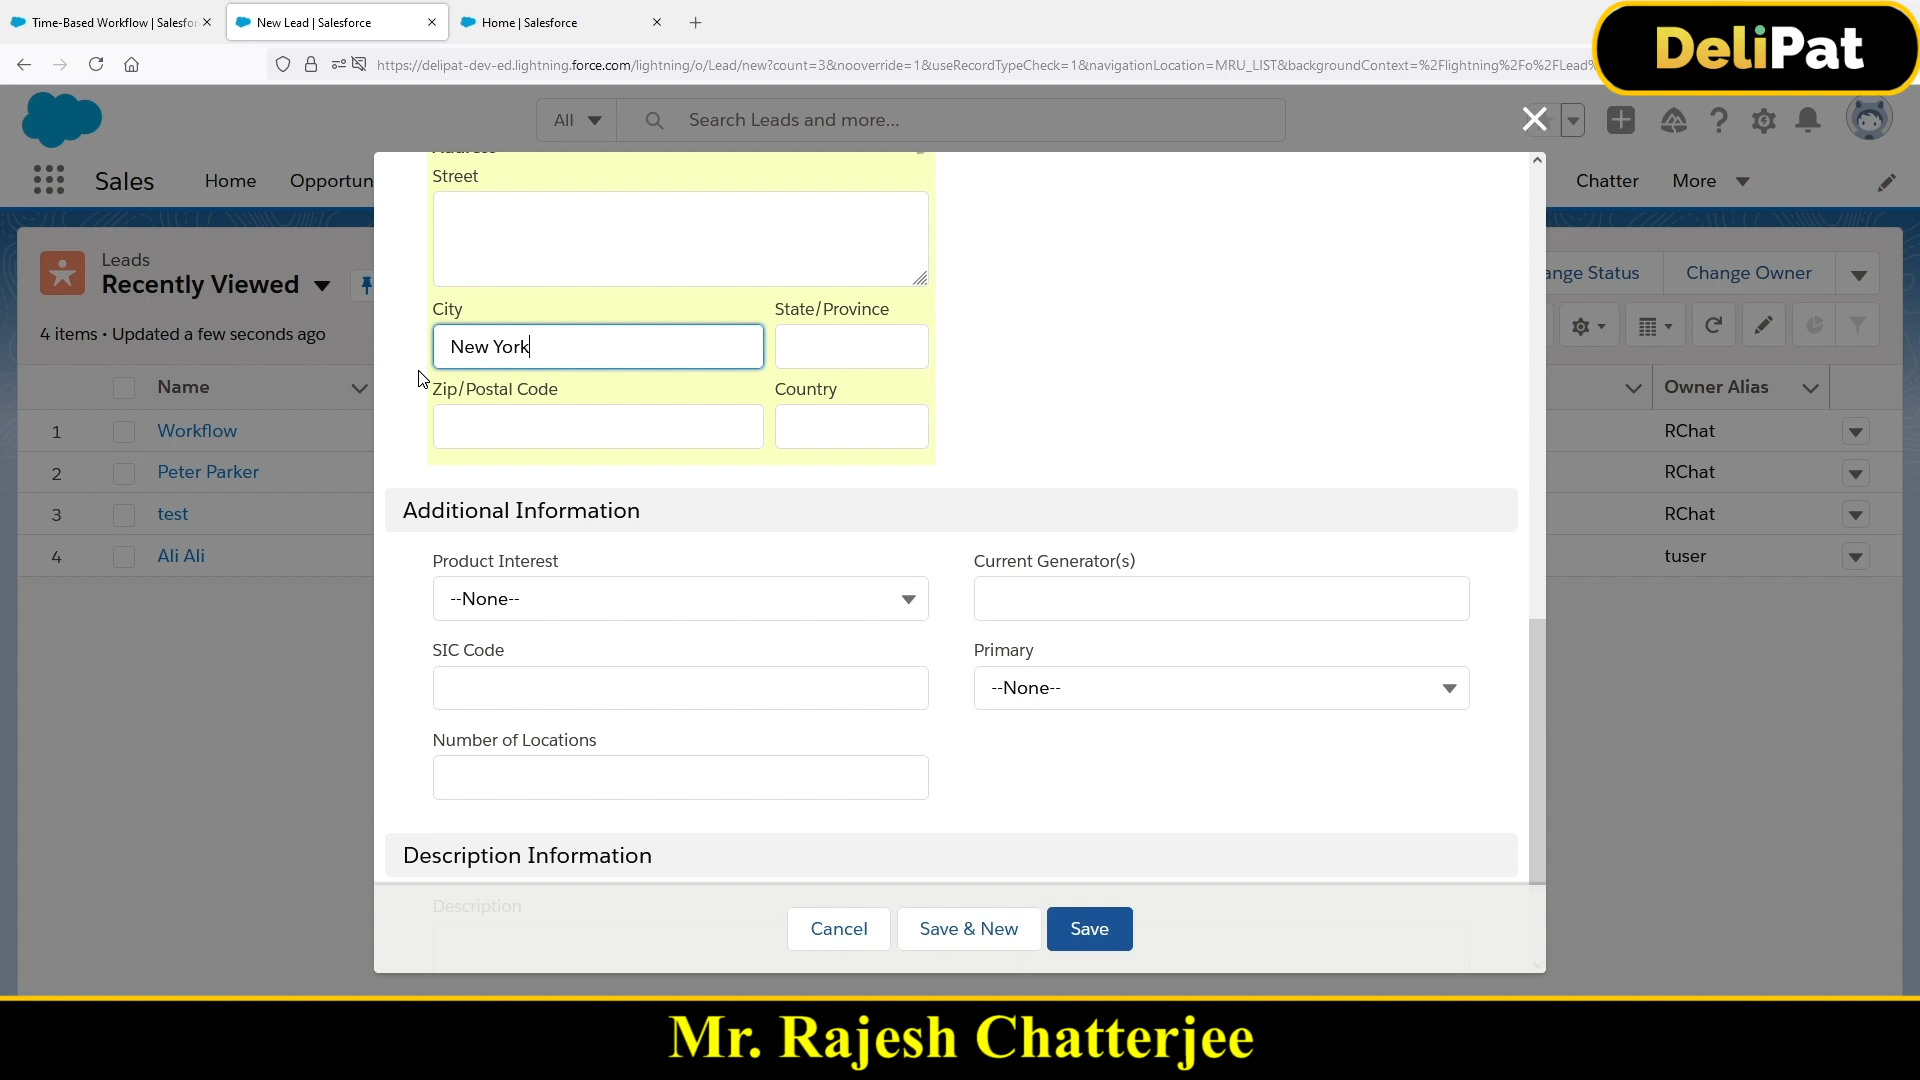 Time-Based Workflow | Salesfor
New Lead | Salesforce
Home | Salesforce
https://delipat-dev-ed.lightning.force.com/lightning/o/Lead/new?count=3&nooverride=1&useRecordTypeCheck=1&navigationLocation=MRU_LIST&backgroundContext=%2Flightning%2Fo%2FLead%
DeliPat
All
Search Leads and more...
Sales
Home
Opportun
Chatter
More
Address
Street
Leads
Recently Viewed
4 items • Updated a few seconds ago
ange Status
Change Owner
City
State/Province
New York
Zip/Postal Code
Country
Name
Owner Alias
1
Workflow
RChat
2
Peter Parker
RChat
3
test
RChat
4
Ali Ali
tuser
Additional Information
Product Interest
Current Generator(s)
--None--
SIC Code
Primary
--None--
Number of Locations
Description Information
Description
Cancel
Save & New
Save
Mr. Rajesh Chatterjee